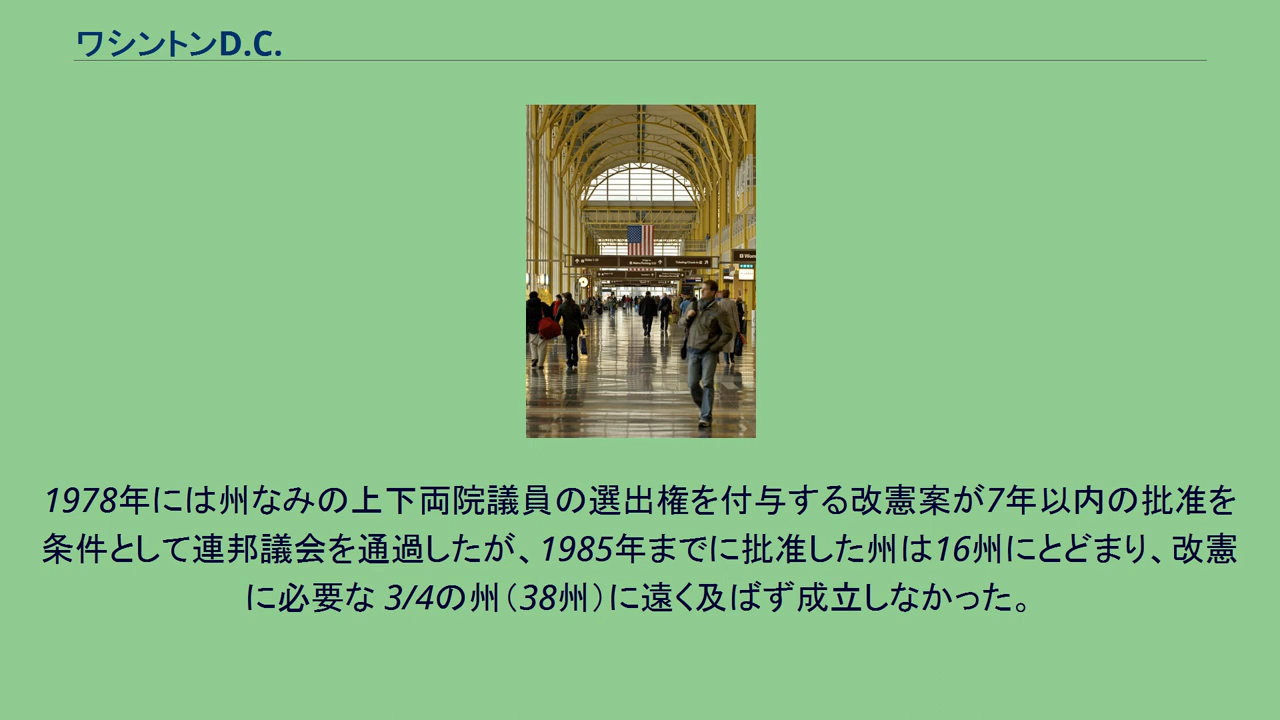 ワシントンD.C.
1978年には州なみの上下両院議員の選出権を付与する改憲案が7年以内の批准を
条件として連邦議会を通過したが、1985年までに批准した州は16州にとどまり、改憲
に必要な 3/4の州（38州）に遠く及ばず成立しなかった。